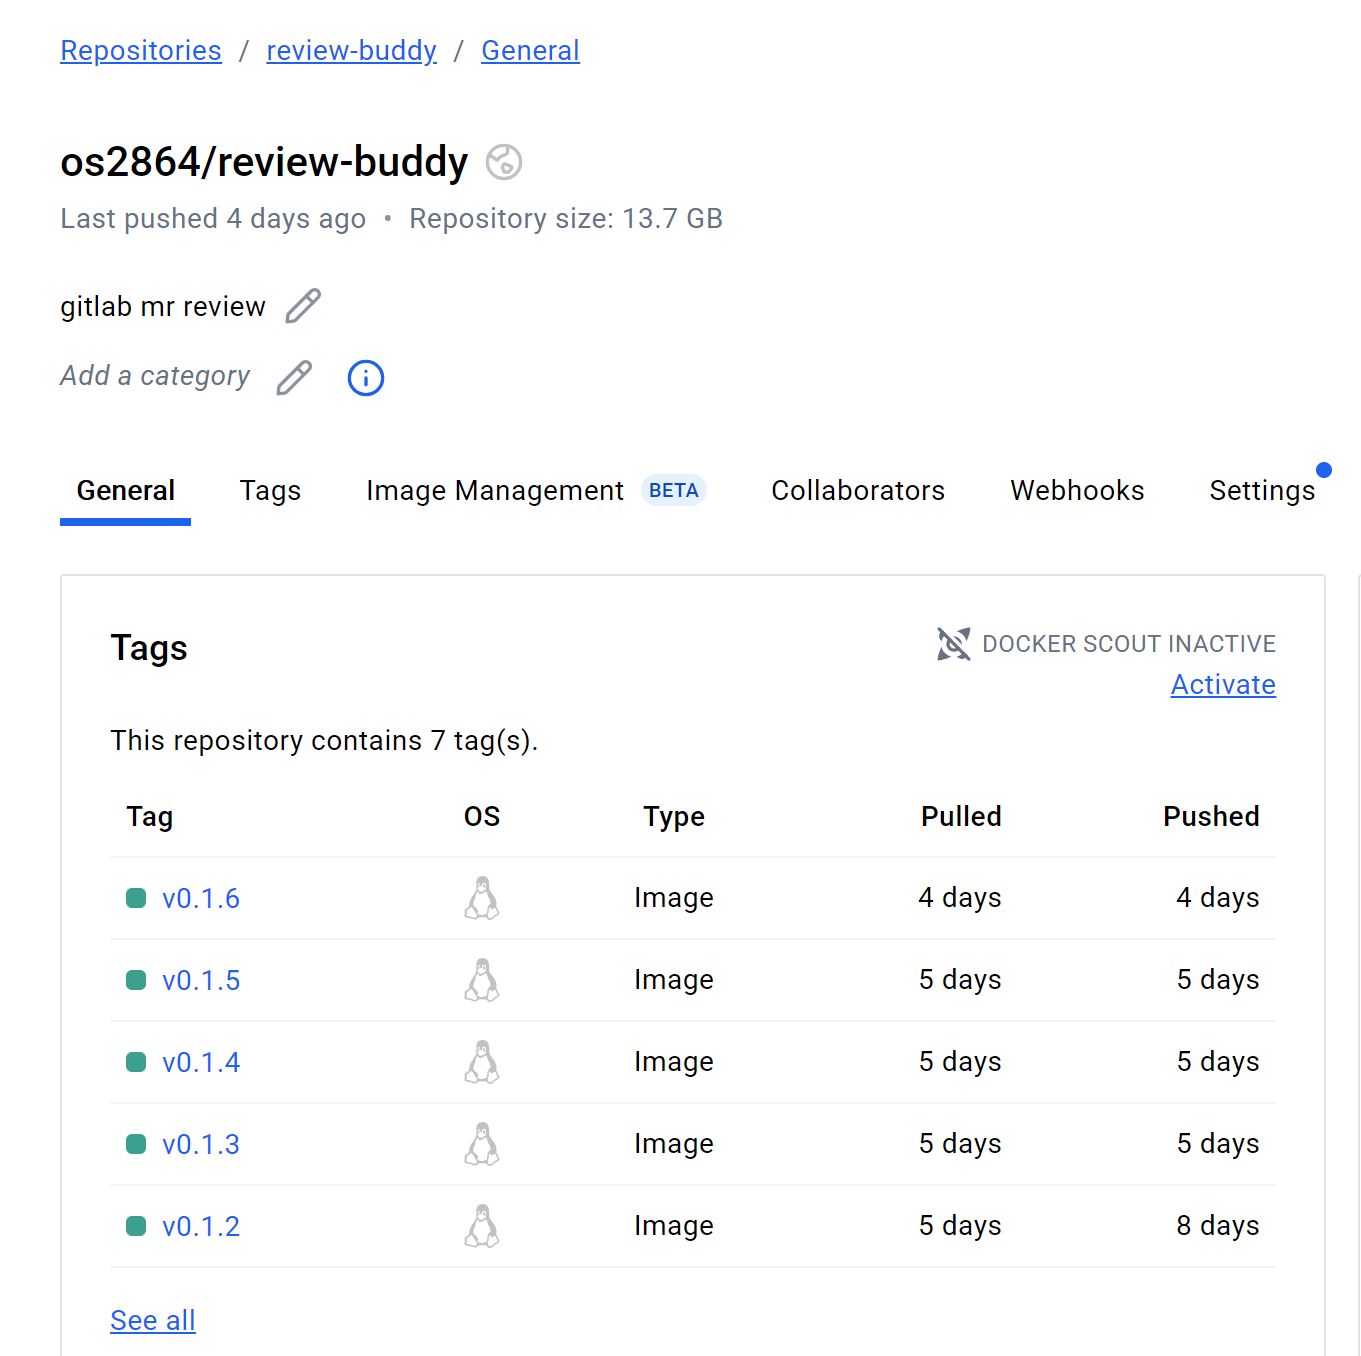 Repositories / review-buddy / General
os2864/review-buddy
Last pushed 4 days ago • Repository size: 13.7 GB
gitlab mr review
Add a category
General Tags Image Management BETA Collaborators Webhooks Settings
Tags
DOCKER SCOUT INACTIVE
Activate
This repository contains 7 tag(s).
Tag OS Type Pulled Pushed
v0.1.6 Image 4 days 4 days
v0.1.5 Image 5 days 5 days
v0.1.4 Image 5 days 5 days
v0.1.3 Image 5 days 5 days
v0.1.2 Image 5 days 8 days
See all